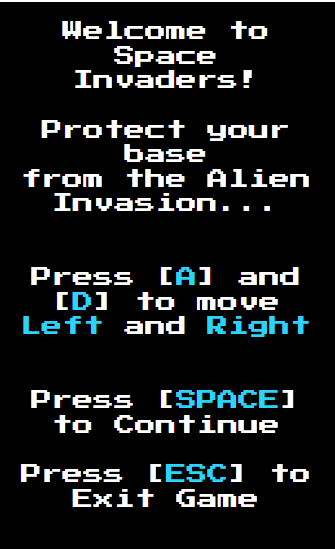 Welcome to
Space
Invaders!
Protect your
base
from the Alien
Invasion...
Press [A] and
[D] to move
Left and Right
Press [SPACE]
to Continue
Press [ESC] to
Exit Game